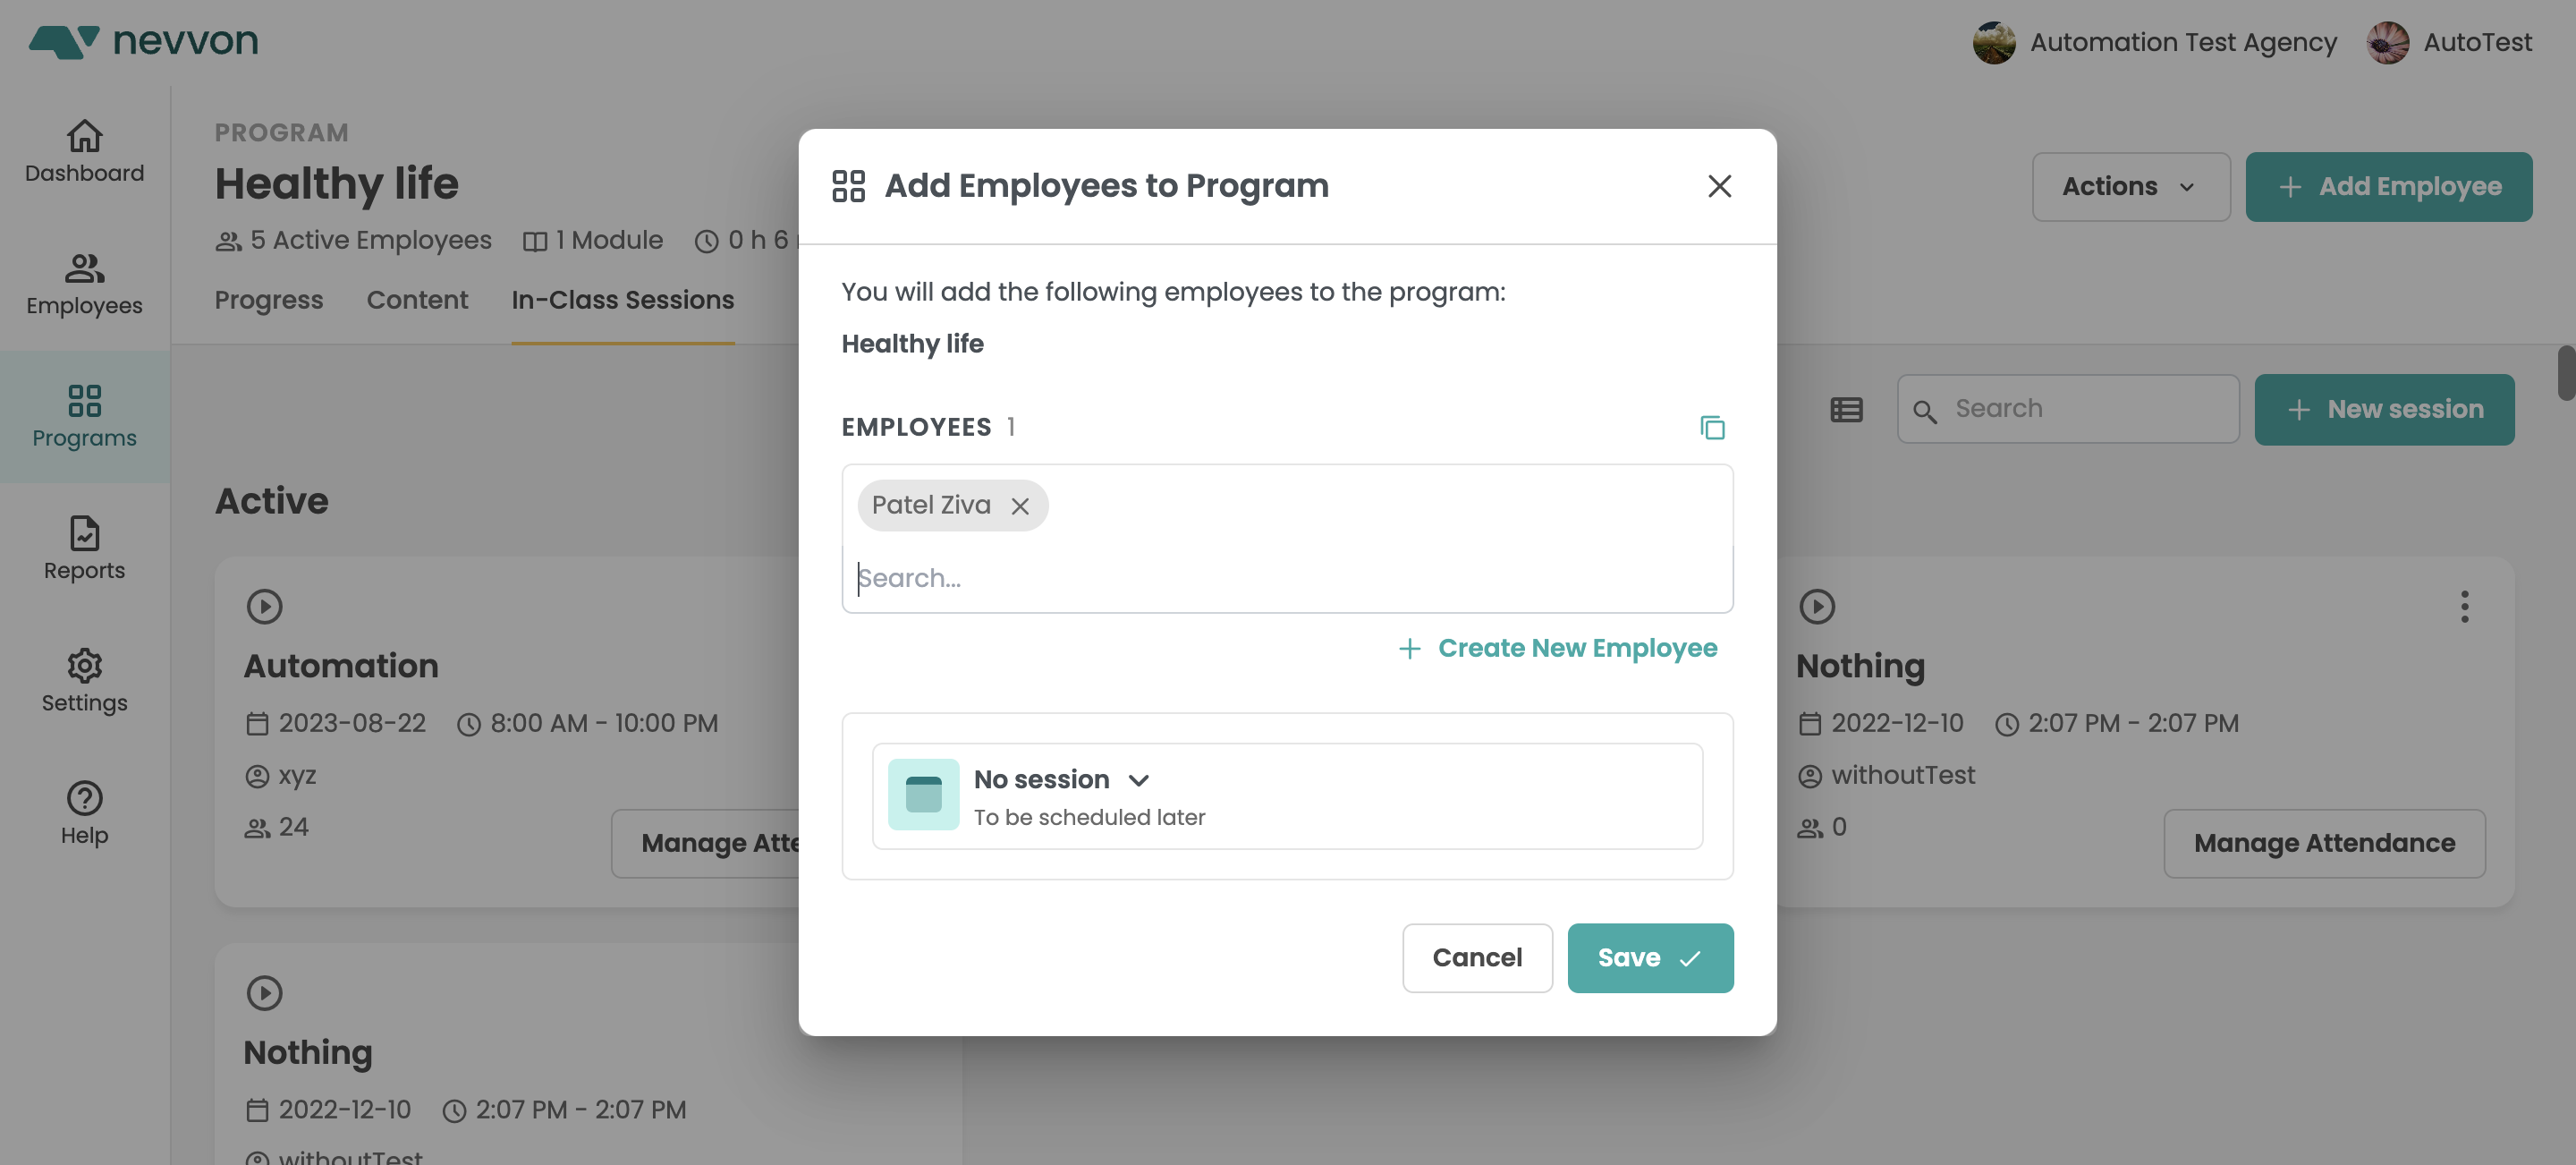 nevvon
Automation Test Agency
AutoTest
Dashboard
Employees
Programs
Reports
Settings
Help
PROGRAM
Healthy life
5 Active Employees 1 Module 0 h 6
Progress Content In-Class Sessions
Actions
Add Employee
Search
New session
Active
Automation
2023-08-22 8:00 AM - 10:00 PM
xyz
24
Manage Atte
Nothing
2022-12-10 2:07 PM - 2:07 PM
withoutTest
0
Manage Attendance
Nothing
2022-12-10 2:07 PM - 2:07 PM
withoutTest
Add Employees to Program
You will add the following employees to the program:
Healthy life
EMPLOYEES 1
Patel Ziva
Search...
Create New Employee
No session
To be scheduled later
Cancel
Save